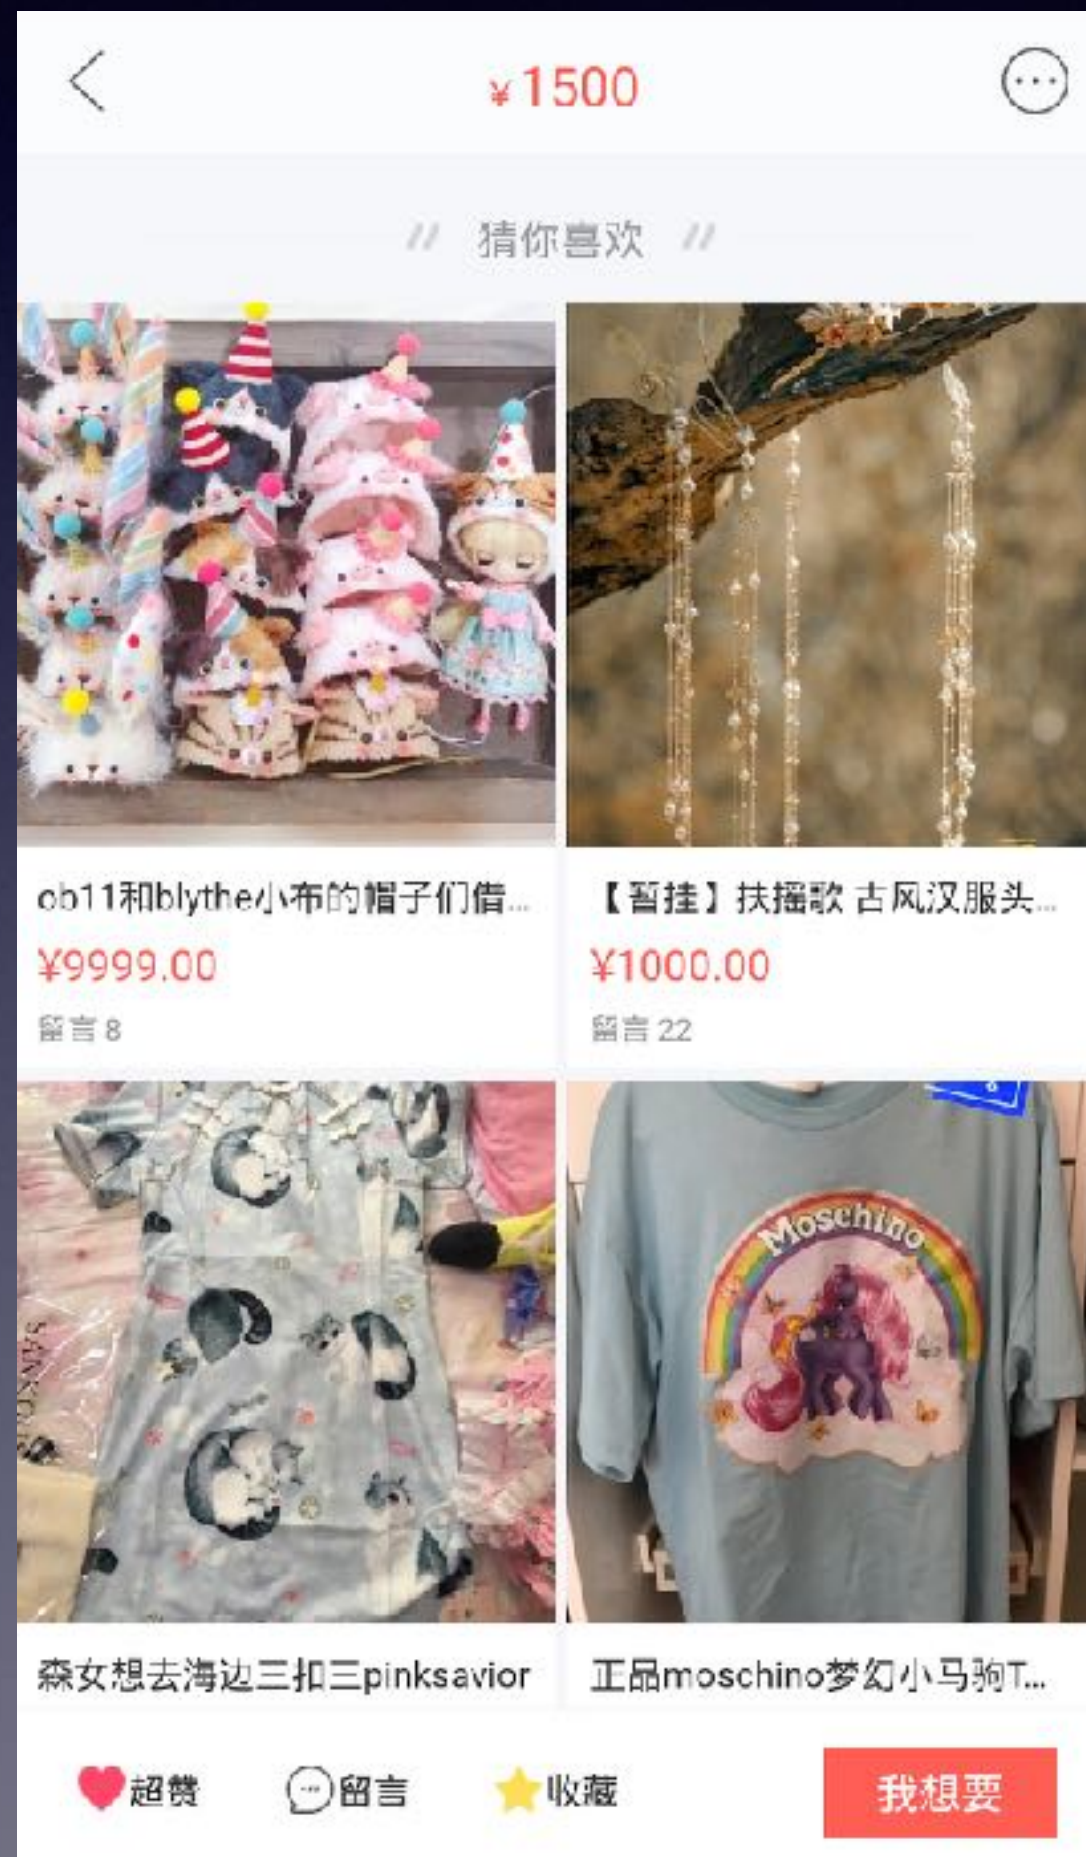 ¥1500
猜你喜欢
ob11和blythe小布的帽子们借...
【暂挂】扶摇歌 古风汉服头...
¥9999.00
¥1000.00
留言 8
留言 22
Moschino
森女想去海边三扣三pinksavior
正品moschino梦幻小马驹T...
超赞
留言
收藏
我想要